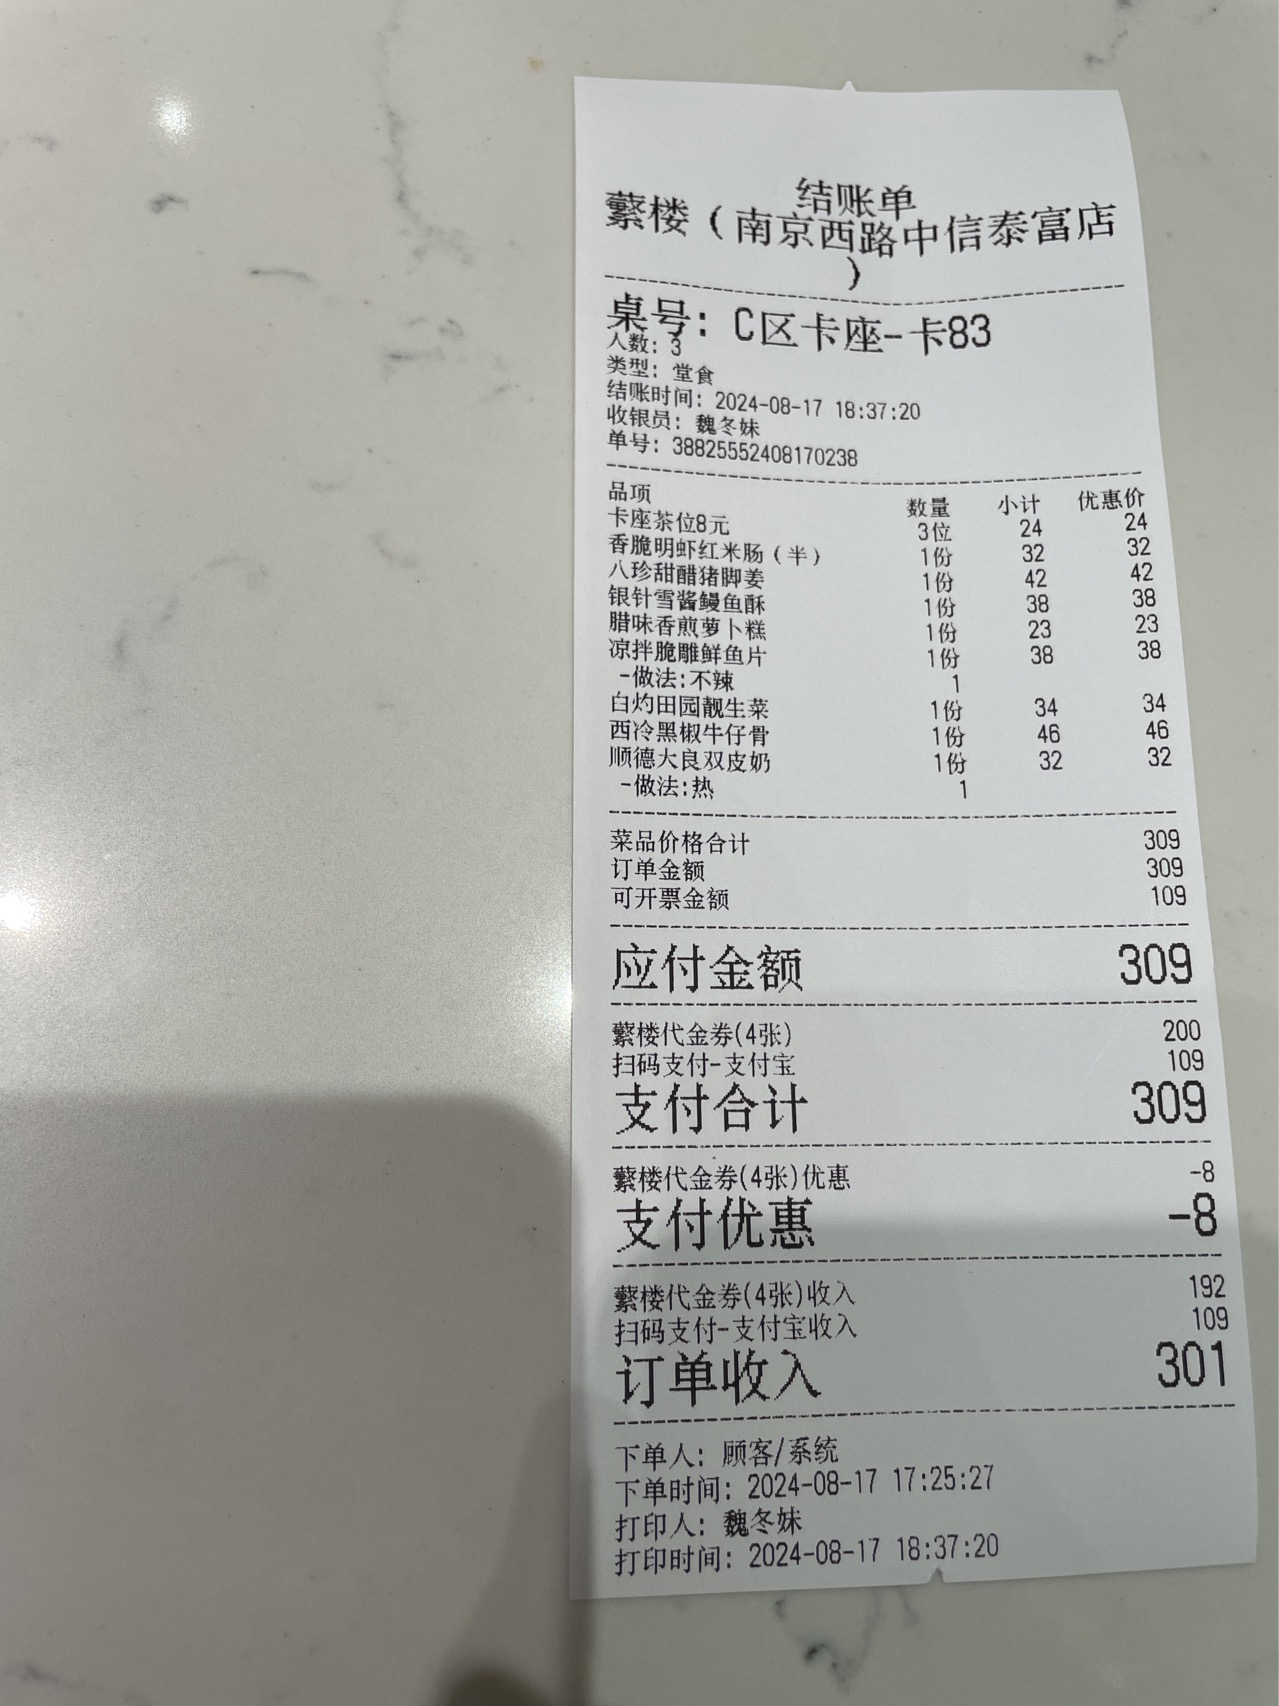 结账单
蘩楼（南京西路中信泰富店
）
桌号：C区卡座-卡83
人数：3
类型：堂食
结账时间：2024-08-17 18:37:20
收银员：魏冬妹
单号：38825552408170238
品项 数量 小计 优惠价
卡座茶位8元 3位 24 24
香脆明虾红米肠（半） 1份 32 32
八珍甜醋猪脚姜 1份 42 42
银针雪酱鳗鱼酥 1份 38 38
腊味香煎萝卜糕 1份 23 23
凉拌脆雕鲜鱼片 1份 38 38
-做法:不辣 1
白灼田园靓生菜 1份 34 34
西冷黑椒牛仔骨 1份 46 46
顺德大良双皮奶 1份 32 32
-做法:热 1
菜品价格合计 309
订单金额 309
可开票金额 109
应付金额 309
蘩楼代金券(4张) 200
扫码支付-支付宝 109
支付合计 309
蘩楼代金券(4张)优惠 -8
支付优惠 -8
蘩楼代金券(4张)收入 192
扫码支付-支付宝收入 109
订单收入 301
下单人：顾客/系统
下单时间：2024-08-17 17:25:27
打印人：魏冬妹
打印时间：2024-08-17 18:37:20